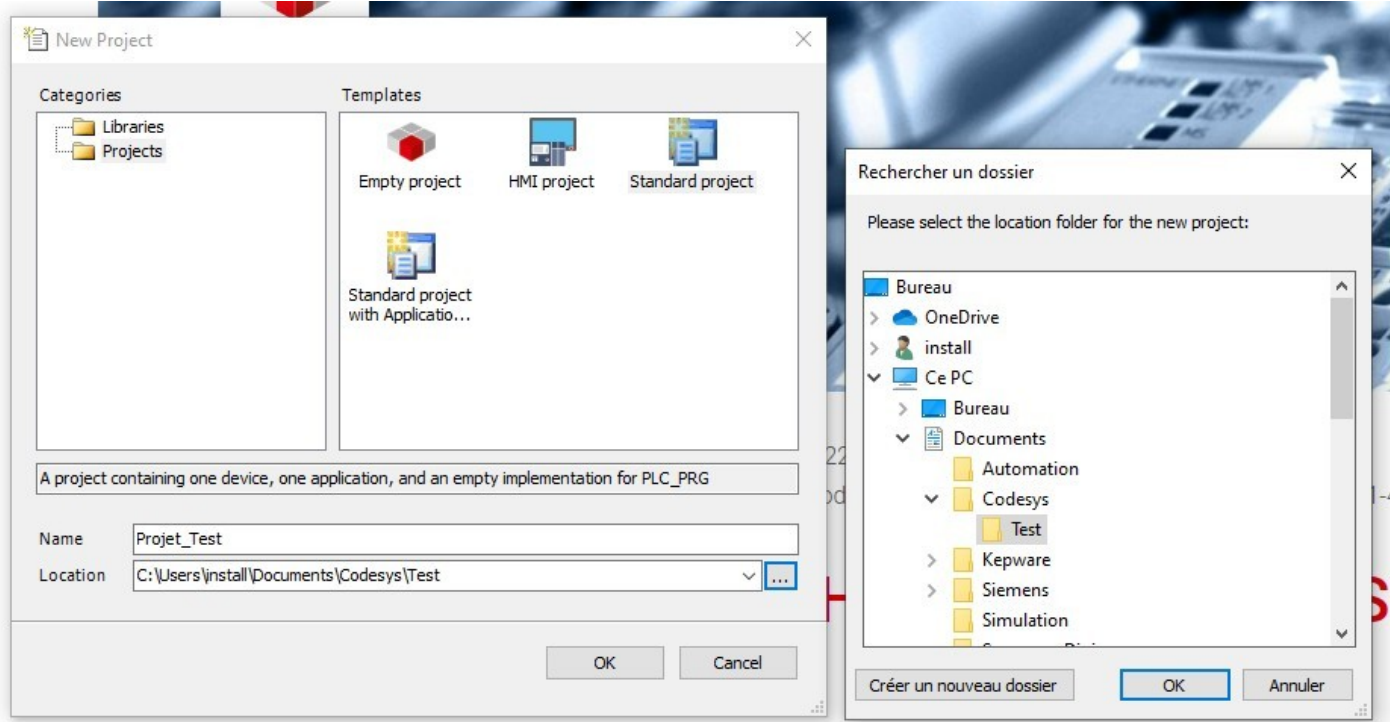 New Project
Categories
Templates
Libraries
Projects
Empty project
HMI project
Standard project
Standard project
with Applicatio...
A project containing one device, one application, and an empty implementation for PLC_PRG
Name
Projet_Test
Location
C:\Users\install\Documents\Codesys\Test
...
OK
Cancel
Rechercher un dossier
Please select the location folder for the new project:
Bureau
OneDrive
install
Ce PC
Bureau
Documents
Automation
Codesys
Test
Kepware
Siemens
Simulation
Créer un nouveau dossier
OK
Annuler